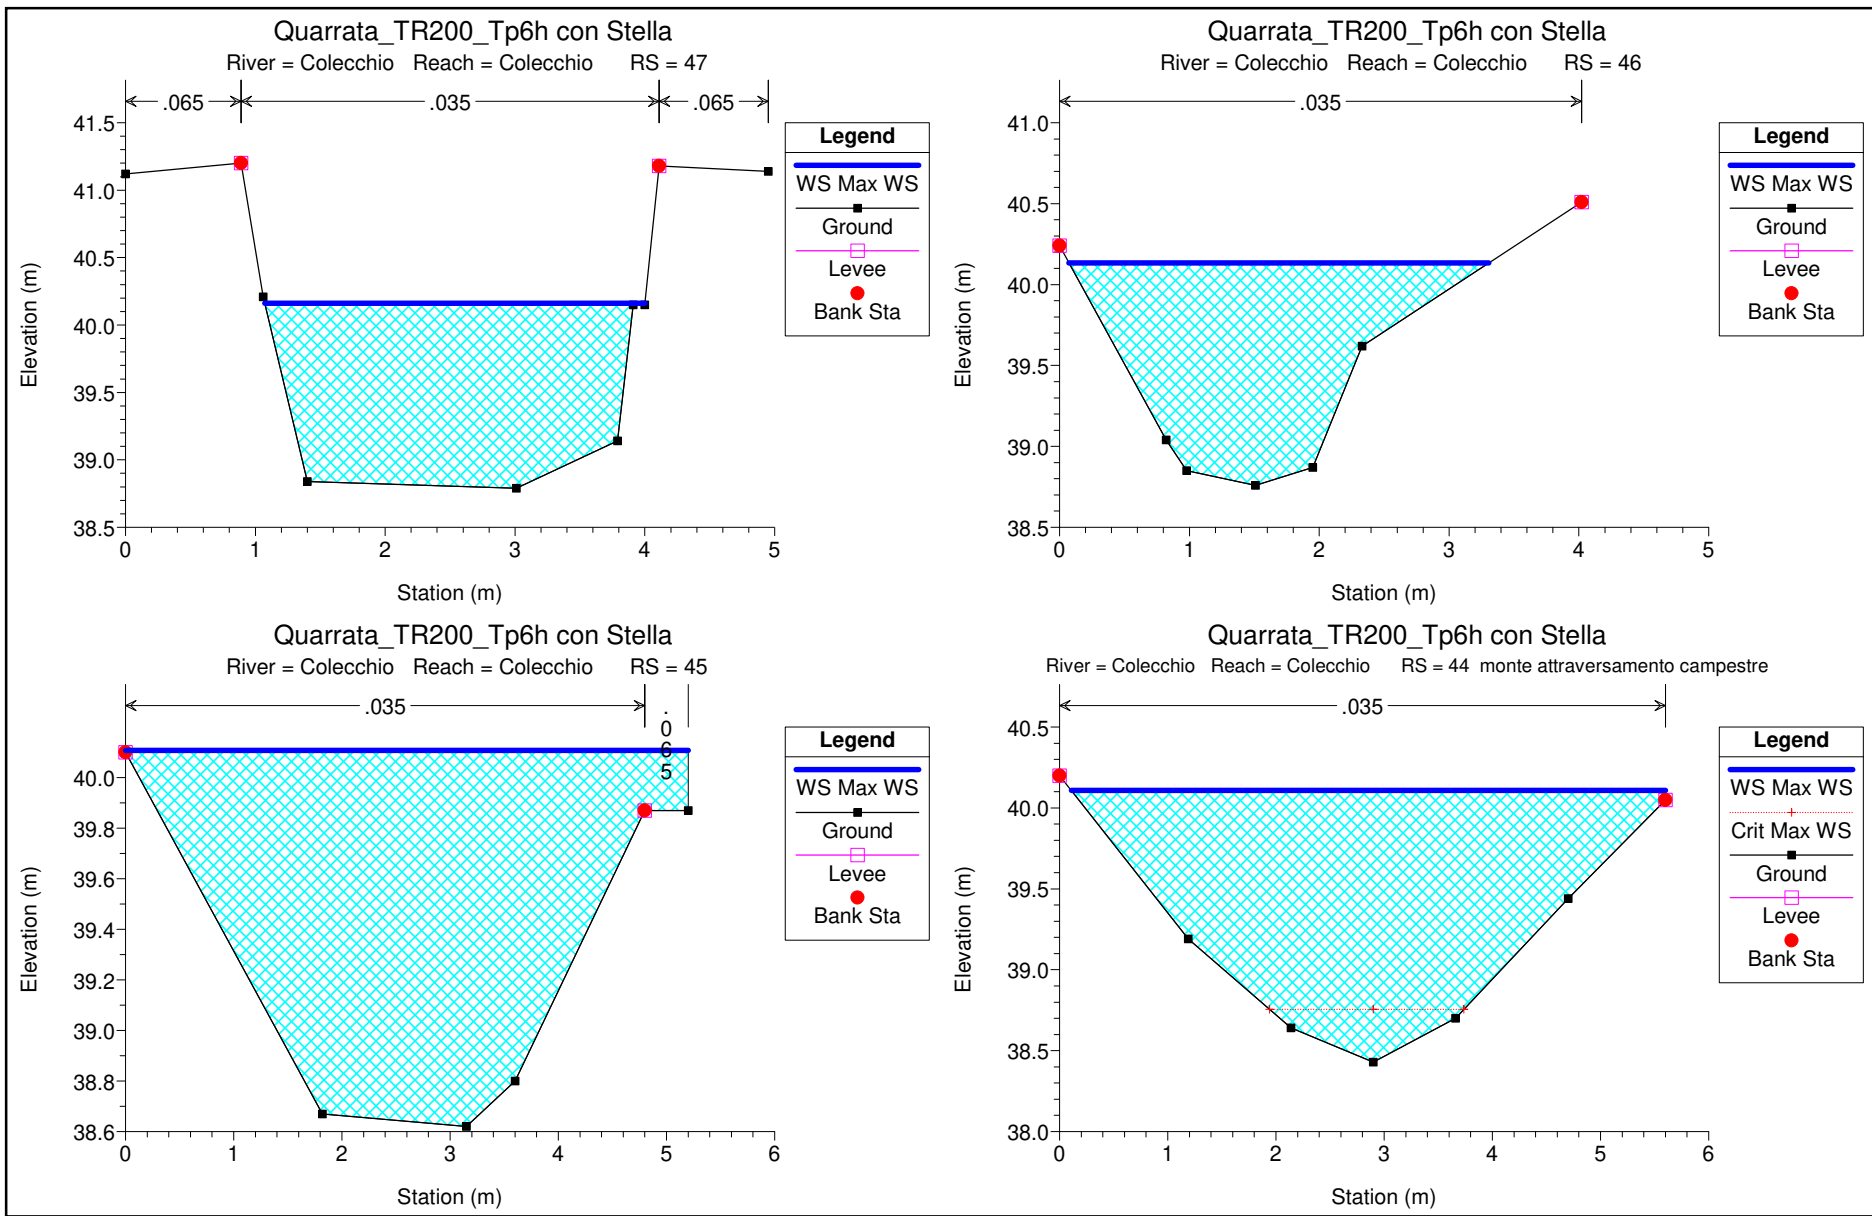 Quarrata_TR200_Tp6h con Stella
River = Colecchio Reach = Colecchio RS = 47
.065 .035 .065
41.5
41.0
40.5
40.0
39.5
39.0
38.5
Elevation (m)
0 1 2 3 4 5
Station (m)
Legend
WS Max WS
Ground
Levee
Bank Sta
Quarrata_TR200_Tp6h con Stella
River = Colecchio Reach = Colecchio RS = 46
.035
41.0
40.5
40.0
39.5
39.0
38.5
Elevation (m)
0 1 2 3 4 5
Station (m)
Legend
WS Max WS
Ground
Levee
Bank Sta
Quarrata_TR200_Tp6h con Stella
River = Colecchio Reach = Colecchio RS = 45
.035
.
0
6
5
40.0
39.8
39.6
39.4
39.2
39.0
38.8
38.6
Elevation (m)
0 1 2 3 4 5 6
Station (m)
Legend
WS Max WS
Ground
Levee
Bank Sta
Quarrata_TR200_Tp6h con Stella
River = Colecchio Reach = Colecchio RS = 44 monte attraversamento campestre
.035
40.5
40.0
39.5
39.0
38.5
38.0
Elevation (m)
0 1 2 3 4 5 6
Station (m)
Legend
WS Max WS
Crit Max WS
Ground
Levee
Bank Sta